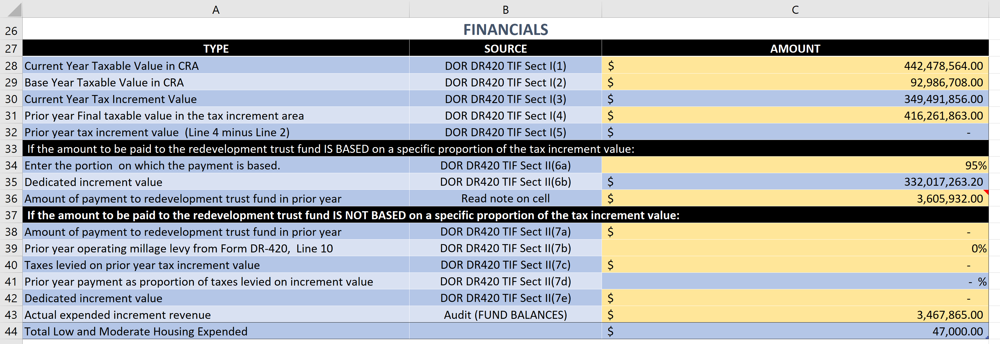 A B C
26 FINANCIALS
27 TYPE SOURCE AMOUNT
28 Current Year Taxable Value in CRA DOR DR420 TIF Sect I(1) $ 442,478,564.00
29 Base Year Taxable Value in CRA DOR DR420 TIF Sect I(2) $ 92,986,708.00
30 Current Year Tax Increment Value DOR DR420 TIF Sect I(3) $ 349,491,856.00
31 Prior year Final taxable value in the tax increment area DOR DR420 TIF Sect I(4) $ 416,261,863.00
32 Prior year tax increment value  (Line 4 minus Line 2) DOR DR420 TIF Sect I(5) $ -
33 If the amount to be paid to the redevelopment trust fund IS BASED on a specific proportion of the tax increment value:
34 Enter the portion  on which the payment is based. DOR DR420 TIF Sect II(6a) 95%
35 Dedicated increment value DOR DR420 TIF Sect II(6b) $ 332,017,263.20
36 Amount of payment to redevelopment trust fund in prior year Read note on cell $ 3,605,932.00
37 If the amount to be paid to the redevelopment trust fund IS NOT BASED on a specific proportion of the tax increment value:
38 Amount of payment to redevelopment trust fund in prior year DOR DR420 TIF Sect II(7a) $ -
39 Prior year operating millage levy from Form DR-420,  Line 10 DOR DR420 TIF Sect II(7b) 0%
40 Taxes levied on prior year tax increment value DOR DR420 TIF Sect II(7c) $ -
41 Prior year payment as proportion of taxes levied on increment value DOR DR420 TIF Sect II(7d) - %
42 Dedicated increment value DOR DR420 TIF Sect II(7e) $ -
43 Actual expended increment revenue Audit (FUND BALANCES) $ 3,467,865.00
44 Total Low and Moderate Housing Expended $ 47,000.00